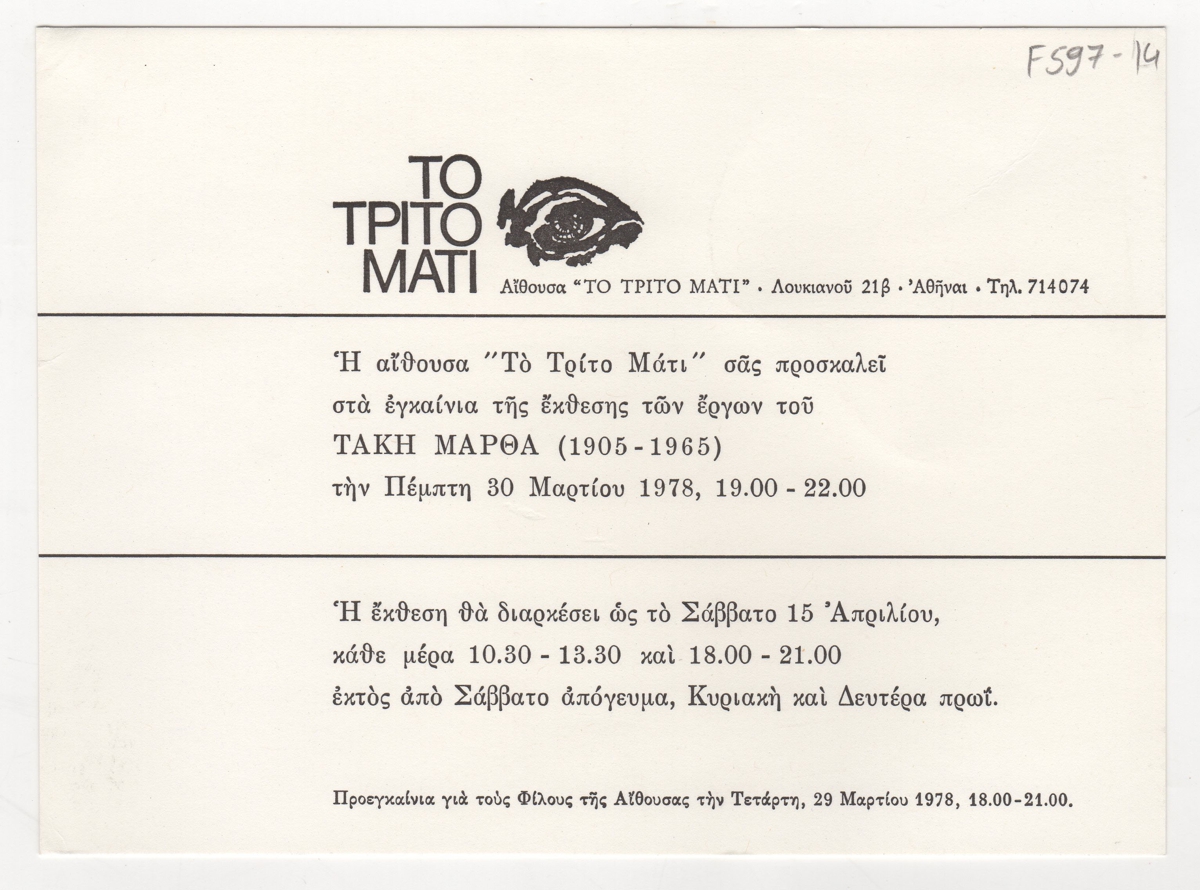 F597-14
ΤΟ
ΤΡΙΤΟ
ΜΑΤΙ
Αἴθουσα “ΤΟ ΤΡΙΤΟ ΜΑΤΙ” · Λουκιανοῦ 21β · Ἀθῆναι · Τηλ. 714074
Ἡ αἴθουσα “Τὸ Τρίτο Μάτι” σᾶς προσκαλεῖ
στὰ ἐγκαίνια τῆς ἔκθεσης τῶν ἔργων τοῦ
ΤΑΚΗ ΜΑΡΘΑ (1905-1965)
τὴν Πέμπτη 30 Μαρτίου 1978, 19.00 - 22.00
Ἡ ἔκθεση θὰ διαρκέσει ὡς τὸ Σάββατο 15 Ἀπριλίου,
κάθε μέρα 10.30 - 13.30 καὶ 18.00 - 21.00
ἐκτὸς ἀπὸ Σάββατο ἀπόγευμα, Κυριακὴ καὶ Δευτέρα πρωΐ.
Προεγκαίνια γιὰ τοὺς Φίλους τῆς Αἴθουσας τὴν Τετάρτη, 29 Μαρτίου 1978, 18.00-21.00.